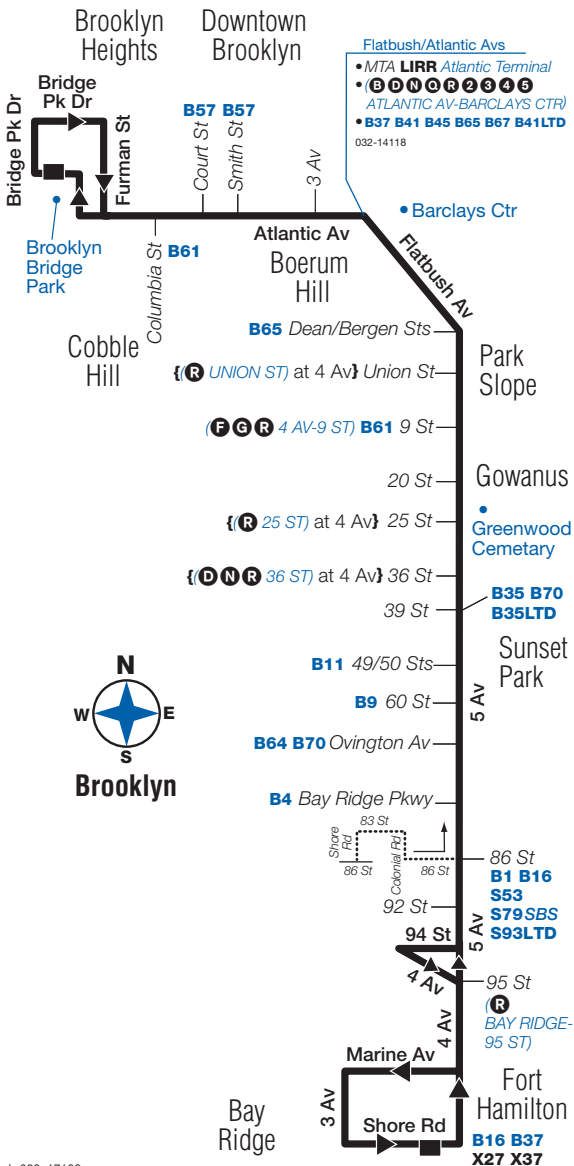 Brooklyn
Heights
Downtown
Brooklyn
Flatbush/Atlantic Avs
• MTA LIRR Atlantic Terminal
• (B D N Q R 2 3 4 5
ATLANTIC AV-BARCLAYS CTR)
• B37 B41 B45 B65 B67 B41LTD
032-14118
Bridge
Pk Dr
Bridge Pk Dr
Furman St
B57 B57
Court St
Smith St
3 Av
• Barclays Ctr
Brooklyn
Bridge
Park
Columbia St
B61
Atlantic Av
Flatbush Av
Boerum
Hill
Cobble
Hill
B65 Dean/Bergen Sts
Park
Slope
{(R UNION ST) at 4 Av} Union St
(F G R 4 AV-9 ST) B61 9 St
20 St
Gowanus
{(R 25 ST) at 4 Av} 25 St
•
Greenwood
Cemetary
{(D N R 36 ST) at 4 Av} 36 St
39 St
B35 B70
B35LTD
Sunset
Park
B11 49/50 Sts
N
W E
S
Brooklyn
B9 60 St
5 Av
B64 B70 Ovington Av
B4 Bay Ridge Pkwy
83 St
Shore
Rd
Colonial Rd
86 St
86 St
86 St
B1 B16
S53
S79SBS
S93LTD
92 St
5 Av
94 St
4 Av
95 St
(R
BAY RIDGE-
95 ST)
4 Av
Marine Av
3 Av
Shore Rd
Bay
Ridge
Fort
Hamilton
B16 B37
X27 X37